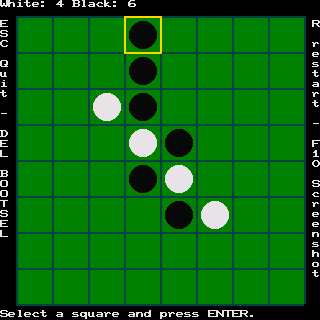 White: 4 Black: 6
ESC Quit - DEL BOOTSEL
R restart - F10 Screenshot
Select a square and press ENTER.